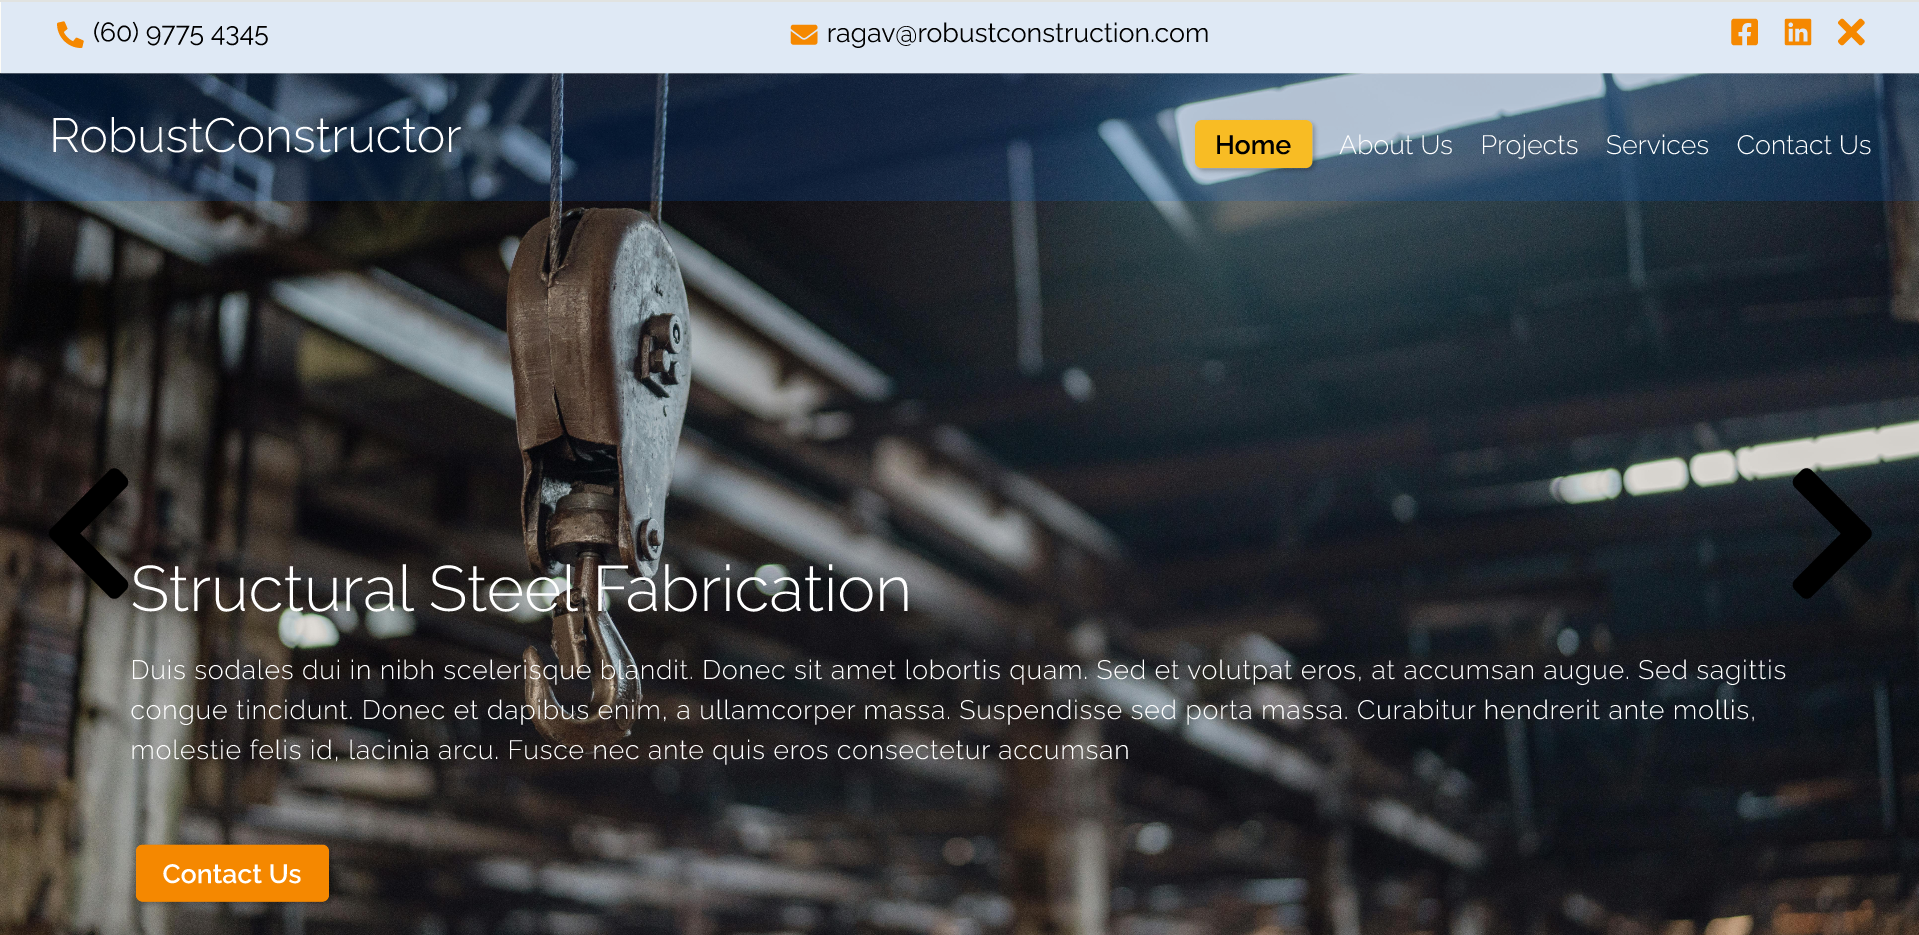 (60) 9775 4345
ragav@robustconstruction.com
RobustConstructor
Home
About Us
Projects
Services
Contact Us
Structural Steel Fabrication
Duis sodales dui in nibh scelerisque blandit. Donec sit amet lobortis quam. Sed et volutpat eros, at accumsan augue. Sed sagittis
congue tincidunt. Donec et dapibus enim, a ullamcorper massa. Suspendisse sed porta massa. Curabitur hendrerit ante mollis,
molestie felis id, lacinia arcu. Fusce nec ante quis eros consectetur accumsan
Contact Us